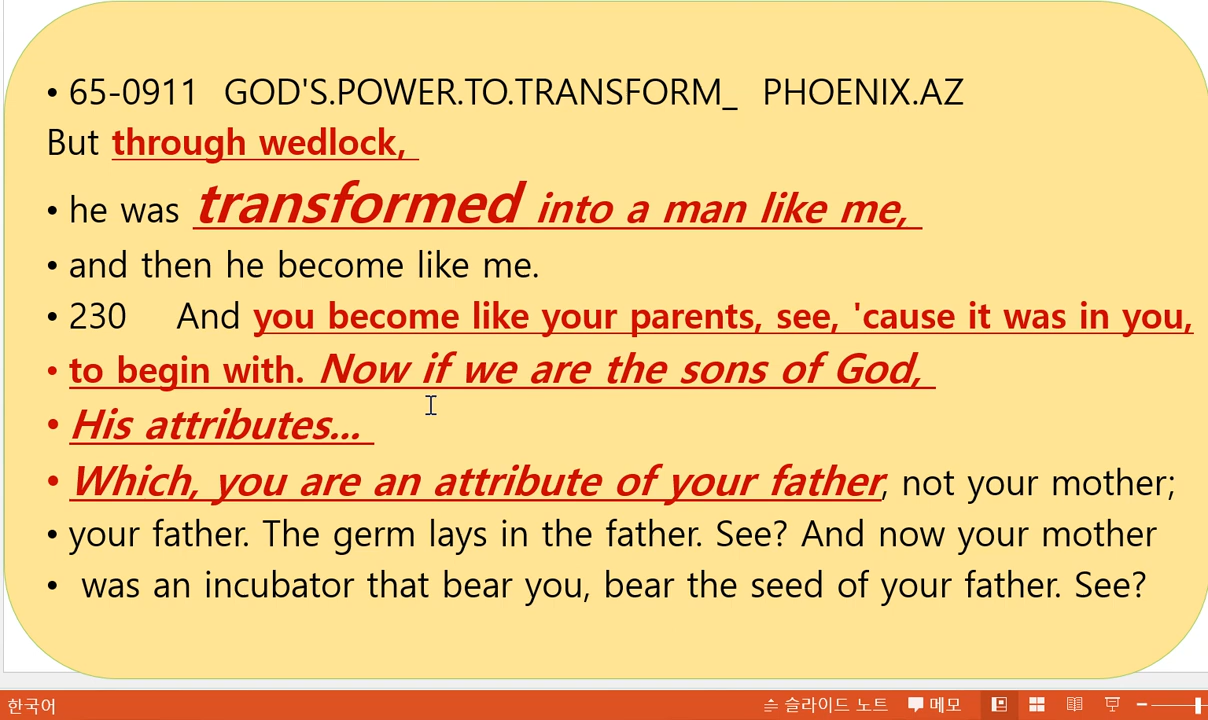 • 65-0911 GOD'S.POWER.TO.TRANSFORM_ PHOENIX.AZ
But through wedlock,
• he was transformed into a man like me,
• and then he become like me.
• 230 And you become like your parents, see, 'cause it was in you,
• to begin with. Now if we are the sons of God,
• His attributes...
• Which, you are an attribute of your father, not your mother;
• your father. The germ lays in the father. See? And now your mother
• was an incubator that bear you, bear the seed of your father. See?
한국어 슬라이드 노트 메모